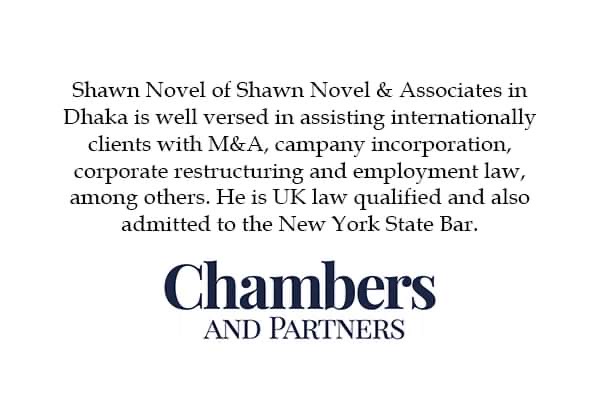 Shawn Novel of Shawn Novel & Associates in
Dhaka is well versed in assisting internationally
clients with M&A, campany incorporation,
corporate restructuring and employment law,
among others. He is UK law qualified and also
admitted to the New York State Bar.
Chambers
AND PARTNERS